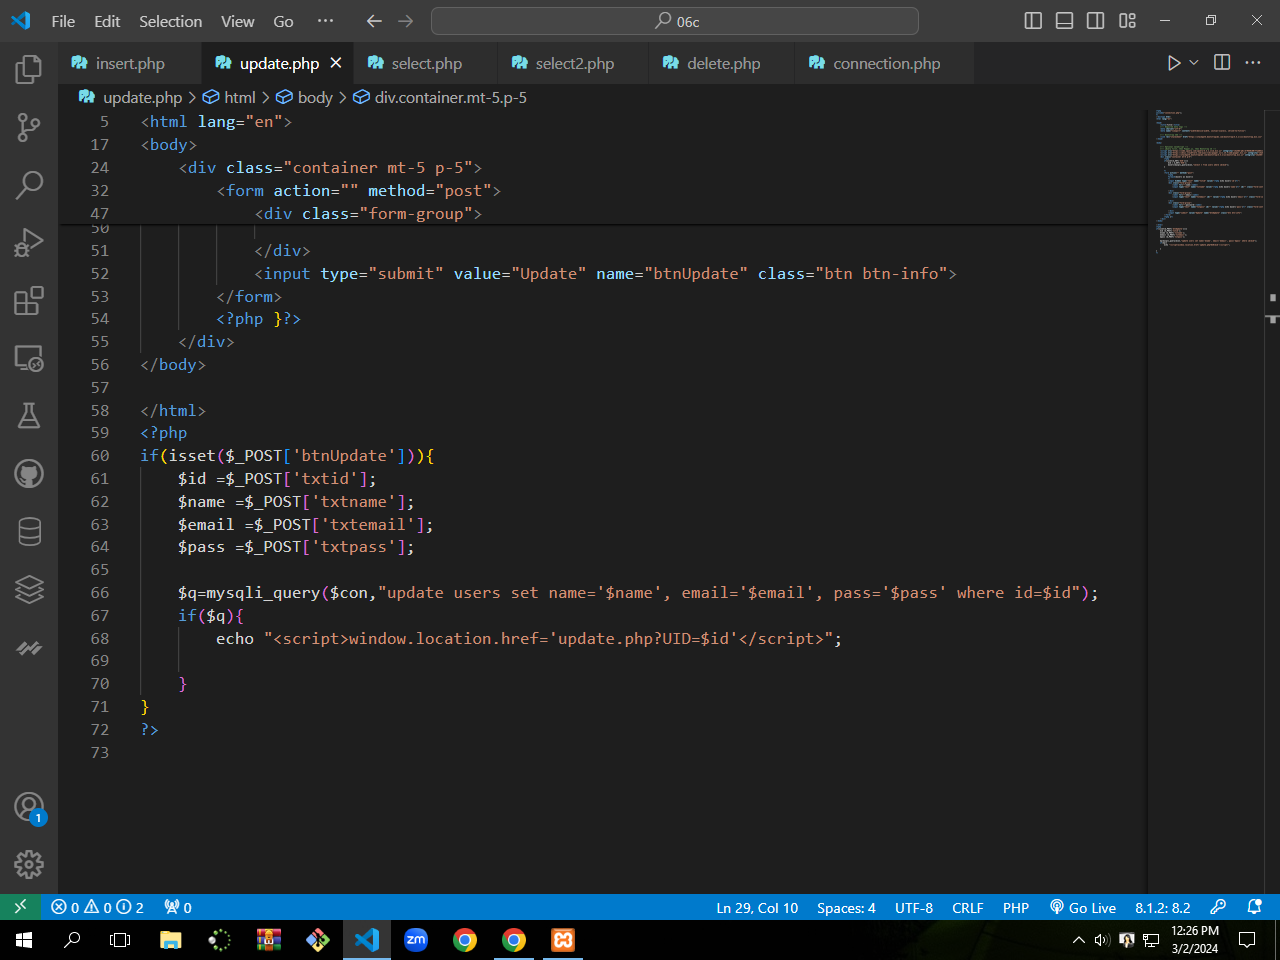 File Edit Selection View Go ··· 06c
insert.php update.php select.php select2.php delete.php connection.php
update.php > html > body > div.container.mt-5.p-5
5 <html lang="en">
17 <body>
24 <div class="container mt-5 p-5">
32 <form action="" method="post">
47 <div class="form-group">
50
51 </div>
52 <input type="submit" value="Update" name="btnUpdate" class="btn btn-info">
53 </form>
54 <?php }?>
55 </div>
56 </body>
57
58 </html>
59 <?php
60 if(isset($_POST['btnUpdate'])){
61 $id =$_POST['txtid'];
62 $name =$_POST['txtname'];
63 $email =$_POST['txtemail'];
64 $pass =$_POST['txtpass'];
65
66 $q=mysqli_query($con,"update users set name='$name', email='$email', pass='$pass' where id=$id");
67 if($q){
68 echo "<script>window.location.href='update.php?UID=$id'</script>";
69
70 }
71 }
72 ?>
73
1
0 0 2 0 Ln 29, Col 10 Spaces: 4 UTF-8 CRLF PHP Go Live 8.1.2: 8.2
zm 12:26 PM
3/2/2024